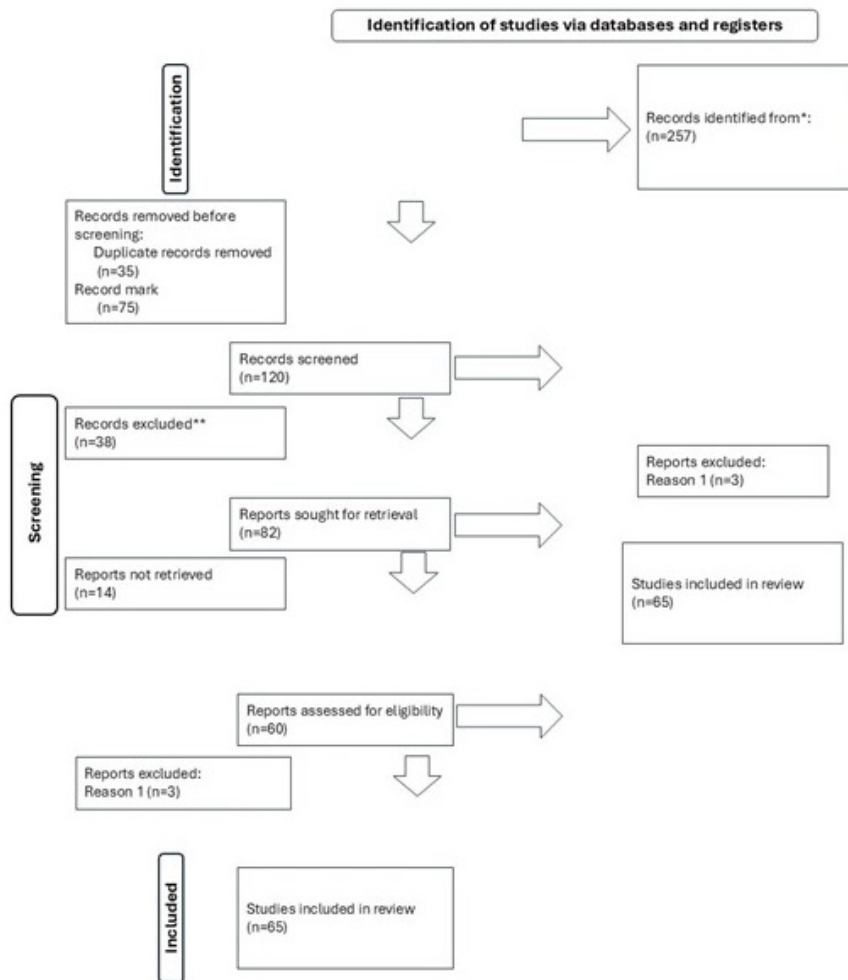 Identification of studies via databases and registers
Identification
Records identified from*:
(n=257)
Records removed before
screening:
Duplicate records removed
(n=35)
Record mark
(n=75)
Records screened
(n=120)
Screening
Records excluded**
(n=38)
Reports excluded:
Reason 1 (n=3)
Reports sought for retrieval
(n=82)
Reports not retrieved
(n=14)
Studies included in review
(n=65)
Reports assessed for eligibility
(n=60)
Reports excluded:
Reason 1 (n=3)
Included
Studies included in review
(n=65)